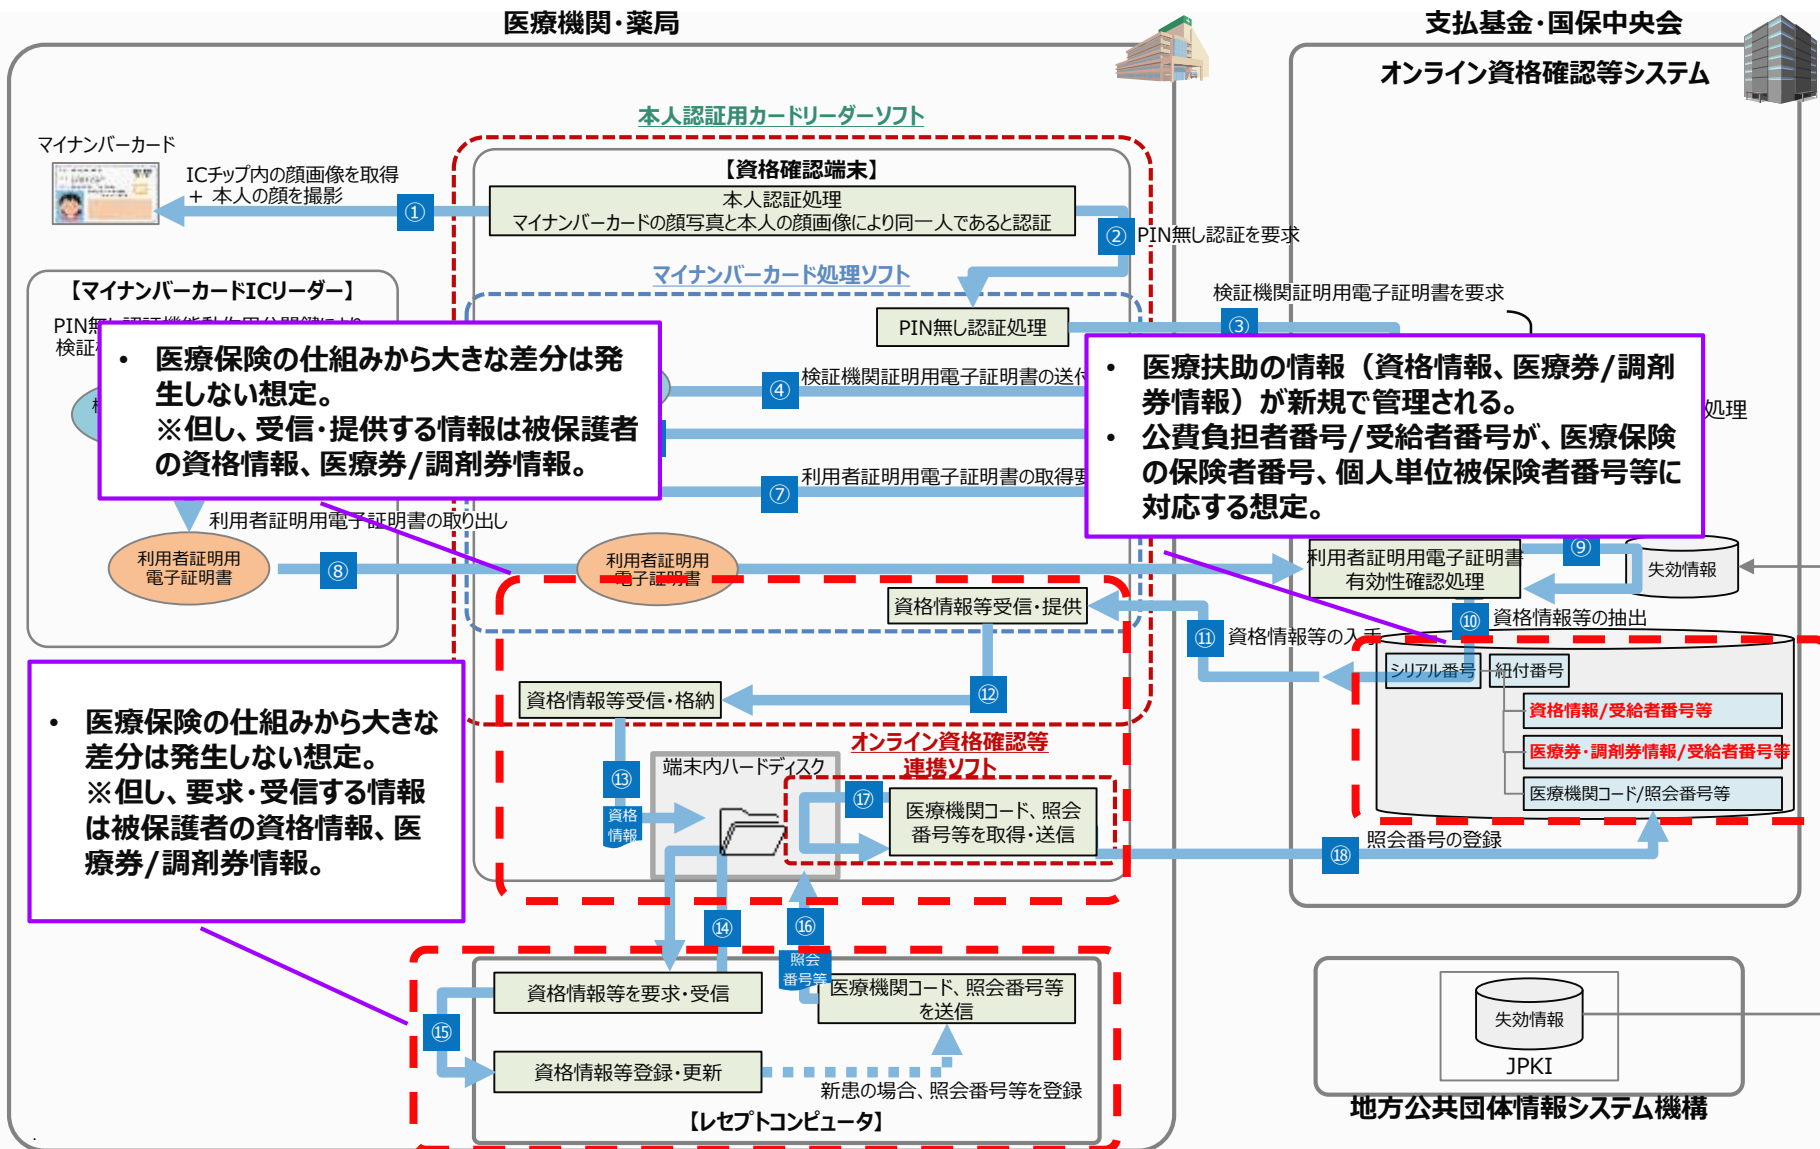 医療機関・薬局
支払基金・国保中央会
オンライン資格確認等システム
本人認証用カードリーダーソフト
マイナンバーカード
ICチップ内の顔画像を取得
+ 本人の顔を撮影
①
【資格確認端末】
本人認証処理
マイナンバーカードの顔写真と本人の顔画像により同一人であると認証
②
PIN無し認証を要求
マイナンバーカード処理ソフト
【マイナンバーカードICリーダー】
PIN無し認証機能動作用公開鍵により
検証
PIN無し認証処理
検証機関証明用電子証明書を要求
③
• 医療保険の仕組みから大きな差分は発
生しない想定。
※但し、受信・提供する情報は被保護者
の資格情報、医療券/調剤券情報。
④
検証機関証明用電子証明書の送付
⑦
利用者証明用電子証明書の取得要
• 医療扶助の情報（資格情報、医療券/調剤
券情報）が新規で管理される。
• 公費負担者番号/受給者番号が、医療保険
の保険者番号、個人単位被保険者番号等に
対応する想定。
処理
利用者証明用電子証明書の取り出し
利用者証明用
電子証明書
⑧
利用者証明用
電子証明書
利用者証明用電子証明書
有効性確認処理
⑨
失効情報
⑩
資格情報等の抽出
資格情報等受信・提供
⑪
資格情報等の入手
シリアル番号
紐付番号
資格情報/受給者番号等
医療券・調剤券情報/受給者番号等
医療機関コード/照会番号等
⑫
資格情報等受信・格納
• 医療保険の仕組みから大きな
差分は発生しない想定。
※但し、要求・受信する情報
は被保護者の資格情報、医
療券/調剤券情報。
⑬
資格
情報
端末内ハードディスク
オンライン資格確認等
連携ソフト
⑰
医療機関コード、照会
番号等を取得・送信
⑱
照会番号の登録
⑭
⑯
照会
番号等
資格情報等を要求・受信
医療機関コード、照会番号等
を送信
⑮
資格情報等登録・更新
新患の場合、照会番号等を登録
【レセプトコンピュータ】
失効情報
JPKI
地方公共団体情報システム機構